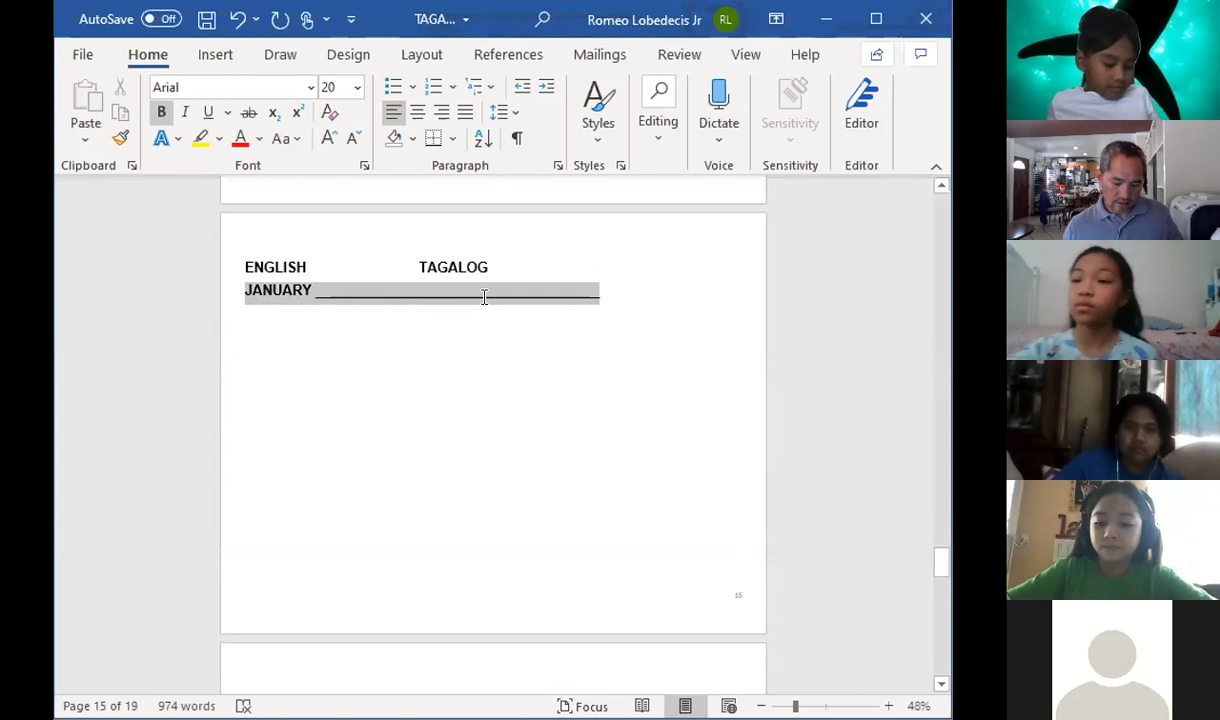 AutoSave Off TAGA... Romeo Lobedecis Jr RL
File Home Insert Draw Design Layout References Mailings Review View Help
Arial 20
Paste Styles Editing Dictate Sensitivity Editor
Clipboard Font Paragraph Styles Voice Sensitivity Editor
ENGLISH TAGALOG
JANUARY
15
Page 15 of 19 974 words Focus 48%